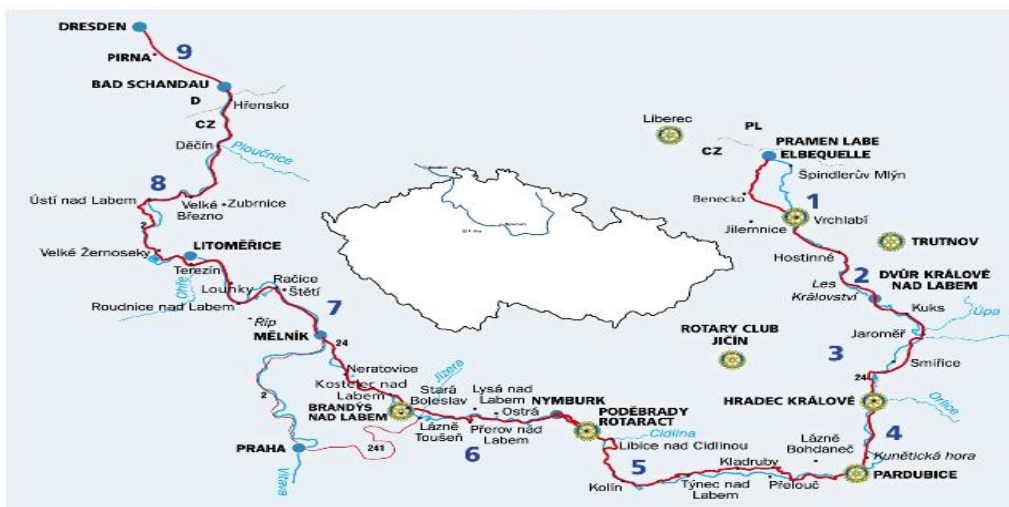 DRESDEN
PIRNA
9
BAD SCHANDAU
D
Hřensko
CZ
Děčín
Ploučnice
8
Ústí nad Labem
Velké
Březno
Zubrnice
2
Velké Žernoseky
LITOMĚŘICE
Terezín
Ohře
Lounky
Račice
Štětí
Roudnice nad Labem
Říp
7
MĚLNÍK
24
Neratovice
Kostelec nad
Labem
Jizera
Stará
Boleslav
BRANDÝS
NAD LABEM
Lázně
Toušeň
2
PRAHA
241
Vltava
Lysá nad
Labem
Ostrá
Přerov nad
Labem
6
NYMBURK
PODĚBRADY
ROTARACT
Cidlina
Libice nad Cidlinou
5
Kolín
Týnec nad
Labem
Kladruby
Přelouč
Lázně
Bohdaneč
Kunětická hora
PARDUBICE
4
HRADEC KRÁLOVÉ
Orlice
24
Smiřice
3
Jaroměř
Úpa
Kuks
ROTARY CLUB
JIČÍN
DVŮR KRÁLOVÉ
NAD LABEM
Les
Království
2
TRUTNOV
Hostinné
Jilemnice
Vrchlabí
1
Benecko
Špindlerův Mlýn
PRAMEN LABE
ELBEQUELLE
PL
CZ
Liberec